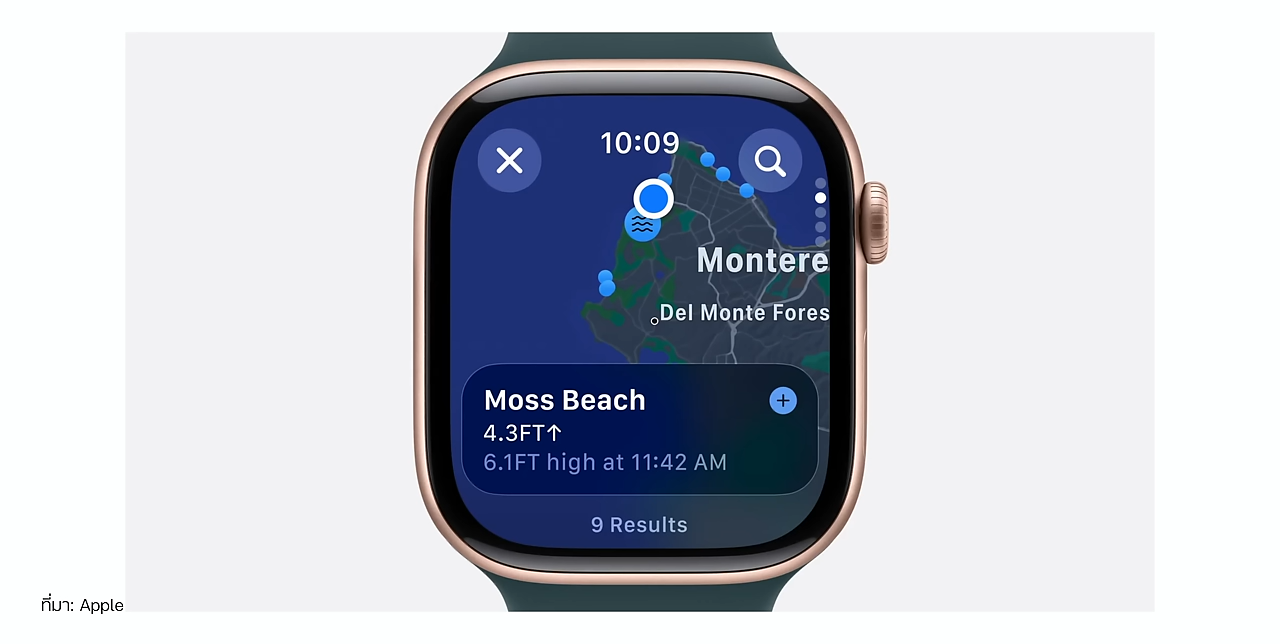 10:09
Montere
Del Monte Fores
Moss Beach
4.3FT↑
6.1FT high at 11:42 AM
9 Results
ที่มา: Apple